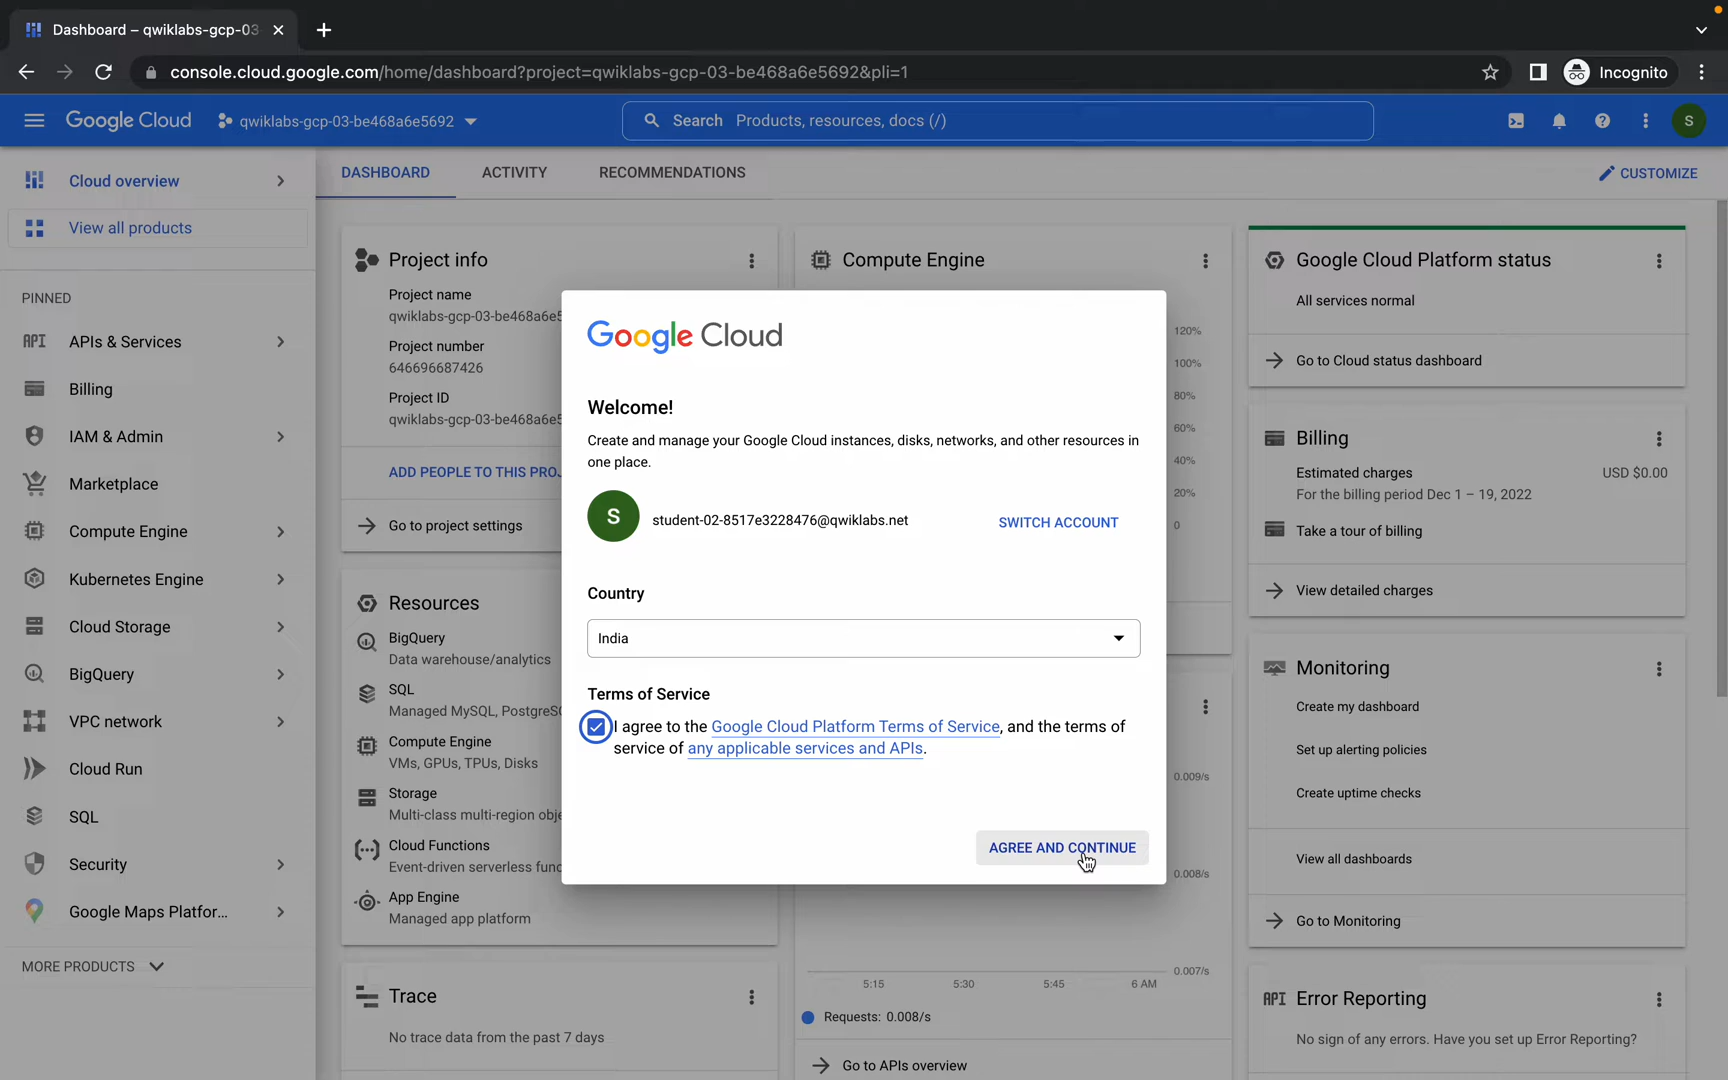 Dashboard – qwiklabs-gcp-03
console.cloud.google.com/home/dashboard?project=qwiklabs-gcp-03-be468a6e5692&pli=1
Incognito
Google Cloud
qwiklabs-gcp-03-be468a6e5692
Search Products, resources, docs (/)
S
Cloud overview
View all products
PINNED
API APIs & Services
Billing
IAM & Admin
Marketplace
Compute Engine
Kubernetes Engine
Cloud Storage
BigQuery
VPC network
Cloud Run
SQL
Security
Google Maps Platfor...
MORE PRODUCTS
DASHBOARD
ACTIVITY
RECOMMENDATIONS
CUSTOMIZE
Project info
Project name
qwiklabs-gcp-03-be468a6e5
Project number
646696687426
Project ID
qwiklabs-gcp-03-be468a6e5
ADD PEOPLE TO THIS PROJ
Go to project settings
Resources
BigQuery
Data warehouse/analytics
SQL
Managed MySQL, PostgreS
Compute Engine
VMs, GPUs, TPUs, Disks
Storage
Multi-class multi-region obje
Cloud Functions
Event-driven serverless func
App Engine
Managed app platform
Trace
No trace data from the past 7 days
Compute Engine
120%
100%
80%
60%
40%
20%
0
Google Cloud
Welcome!
Create and manage your Google Cloud instances, disks, networks, and other resources in
one place.
S
student-02-8517e3228476@qwiklabs.net
SWITCH ACCOUNT
Country
India
Terms of Service
I agree to the Google Cloud Platform Terms of Service, and the terms of
service of any applicable services and APIs.
AGREE AND CONTINUE
0.009/s
0.008/s
0.007/s
5:15
5:30
5:45
6 AM
Requests: 0.008/s
Go to APIs overview
Google Cloud Platform status
All services normal
Go to Cloud status dashboard
Billing
Estimated charges
USD $0.00
For the billing period Dec 1 – 19, 2022
Take a tour of billing
View detailed charges
Monitoring
Create my dashboard
Set up alerting policies
Create uptime checks
View all dashboards
Go to Monitoring
API Error Reporting
No sign of any errors. Have you set up Error Reporting?